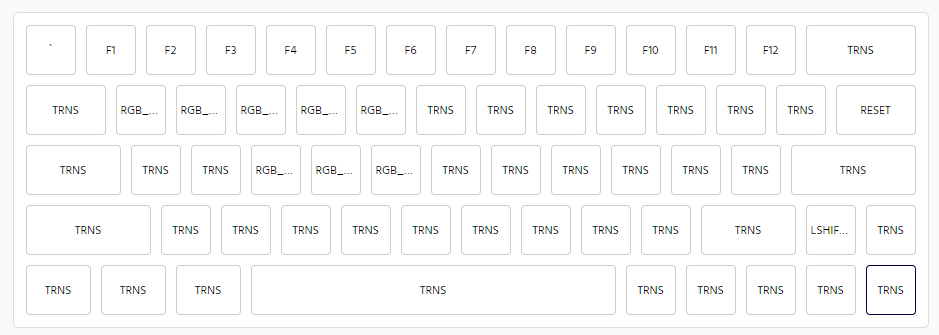 ` F1 F2 F3 F4 F5 F6 F7 F8 F9 F10 F11 F12 TRNS
TRNS RGB_... RGB_... RGB_... RGB_... RGB_... TRNS TRNS TRNS TRNS TRNS TRNS TRNS RESET
TRNS TRNS TRNS RGB_... RGB_... RGB_... TRNS TRNS TRNS TRNS TRNS TRNS TRNS
TRNS TRNS TRNS TRNS TRNS TRNS TRNS TRNS TRNS TRNS TRNS LSHIF... TRNS
TRNS TRNS TRNS TRNS TRNS TRNS TRNS TRNS TRNS